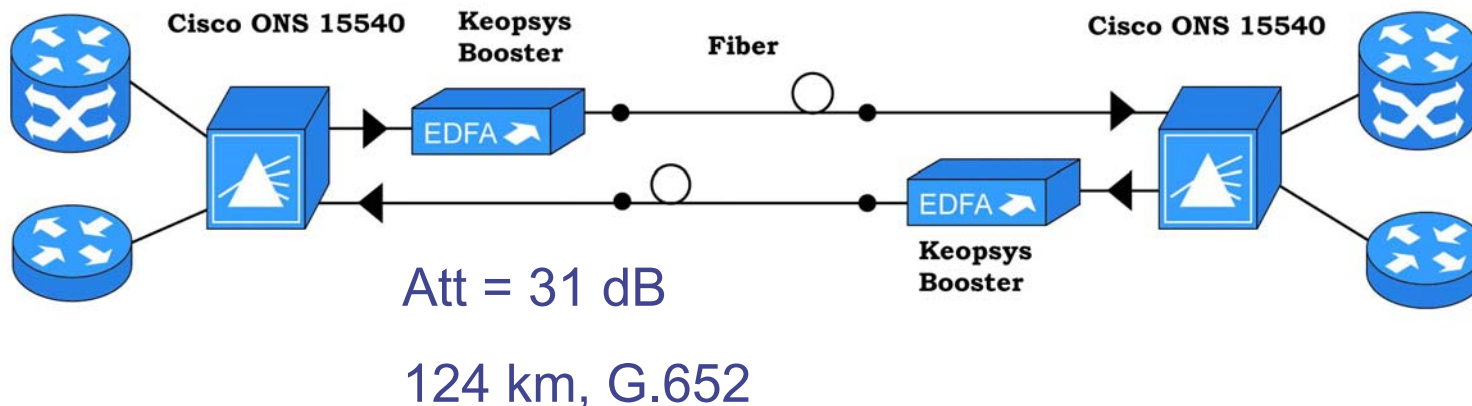 Cisco ONS 15540
Keopsys
Booster
Fiber
Cisco ONS 15540
EDFA
EDFA
Keopsys
Booster
Att = 31 dB
124 km, G.652